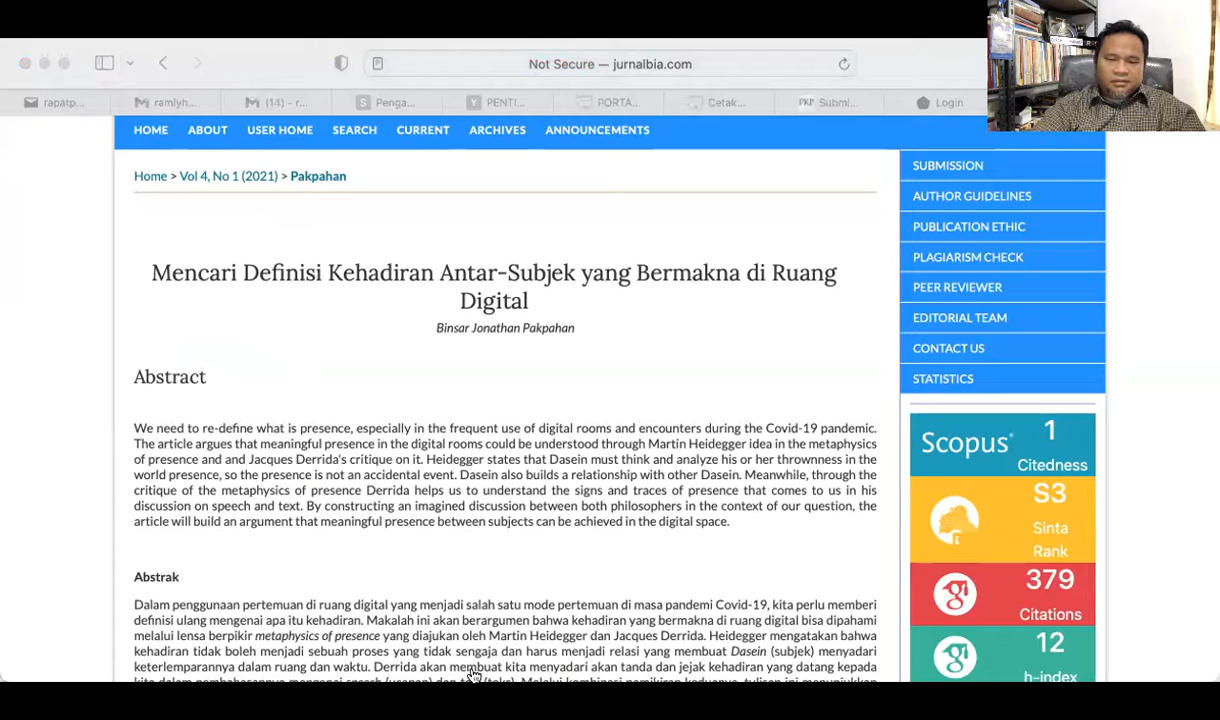 Not Secure — jurnalbia.com
rapatp...
ramlyh...
(14) - r...
Penga...
PENTI...
PORTA...
Cetak...
PKP Submi...
Login
HOME ABOUT USER HOME SEARCH CURRENT ARCHIVES ANNOUNCEMENTS
Home > Vol 4, No 1 (2021) > Pakpahan
Mencari Definisi Kehadiran Antar-Subjek yang Bermakna di Ruang
Digital
Binsar Jonathan Pakpahan
Abstract
We need to re-define what is presence, especially in the frequent use of digital rooms and encounters during the Covid-19 pandemic.
The article argues that meaningful presence in the digital rooms could be understood through Martin Heidegger idea in the metaphysics
of presence and and Jacques Derrida's critique on it. Heidegger states that Dasein must think and analyze his or her thrownness in the
world presence, so the presence is not an accidental event. Dasein also builds a relationship with other Dasein. Meanwhile, through the
critique of the metaphysics of presence Derrida helps us to understand the signs and traces of presence that comes to us in his
discussion on speech and text. By constructing an imagined discussion between both philosophers in the context of our question, the
article will build an argument that meaningful presence between subjects can be achieved in the digital space.
Abstrak
Dalam penggunaan pertemuan di ruang digital yang menjadi salah satu mode pertemuan di masa pandemi Covid-19, kita perlu memberi
definisi ulang mengenai apa itu kehadiran. Makalah ini akan berargumen bahwa kehadiran yang bermakna di ruang digital bisa dipahami
melalui lensa berpikir metaphysics of presence yang diajukan oleh Martin Heidegger dan Jacques Derrida. Heidegger mengatakan bahwa
kehadiran tidak boleh menjadi sebuah proses yang tidak sengaja dan harus menjadi relasi yang membuat Dasein (subjek) menyadari
keterlemparannya dalam ruang dan waktu. Derrida akan membuat kita menyadari akan tanda dan jejak kehadiran yang datang kepada
SUBMISSION
AUTHOR GUIDELINES
PUBLICATION ETHIC
PLAGIARISM CHECK
PEER REVIEWER
EDITORIAL TEAM
CONTACT US
STATISTICS
Scopus 1
Citedness
S3
Sinta
Rank
379
Citations
12
h-index